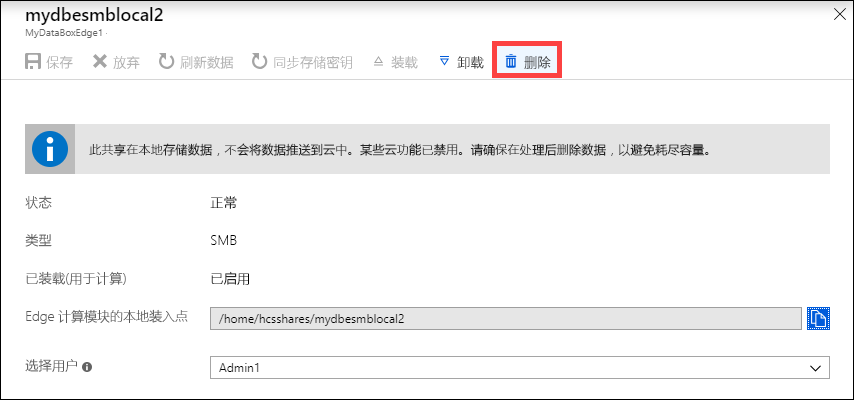 mydbesmblocal2
MyDataBoxEdge1
保存 放弃 刷新数据 同步存储密钥 装载 卸载 删除
此共享在本地存储数据，不会将数据推送到云中。某些云功能已禁用。请确保在处理后删除数据，以避免耗尽容量。
状态 正常
类型 SMB
已装载(用于计算) 已启用
Edge 计算模块的本地装入点 /home/hcsshares/mydbesmblocal2
选择用户 Admin1